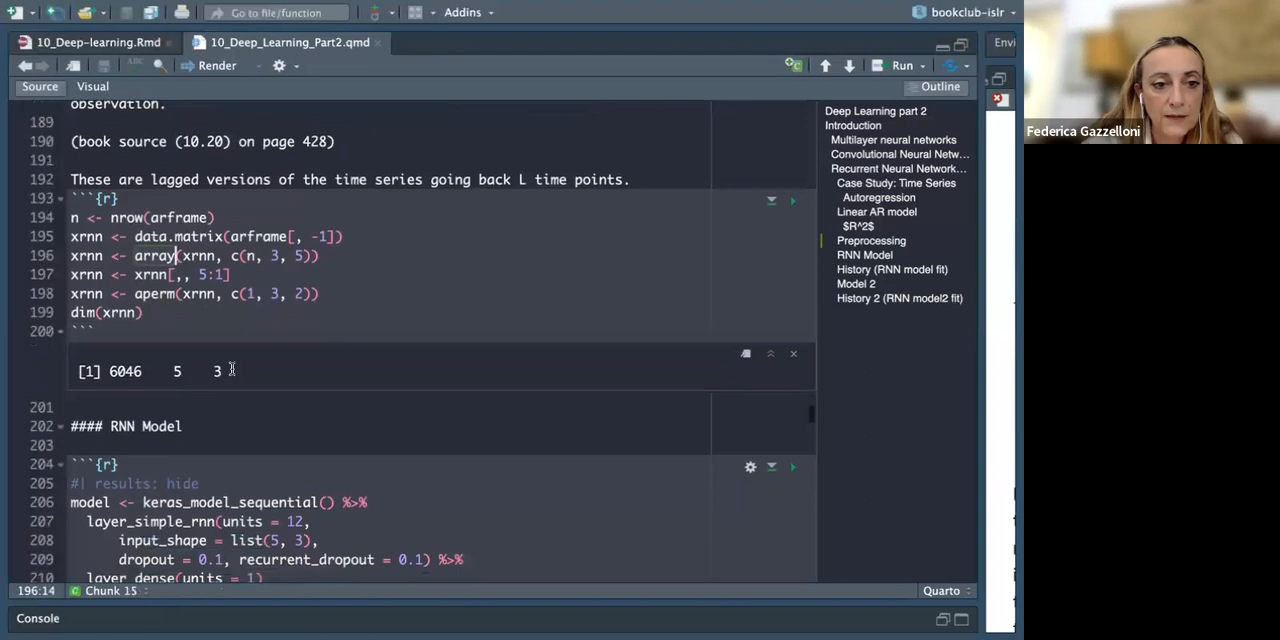 Go to file/function
Addins
bookclub-islr
10_Deep-learning.Rmd
10_Deep_Learning_Part2.qmd
Envi
ABC
Render
Run
Source
Visual
Outline
observation.
189
190 (book source (10.20) on page 428)
191
192 These are lagged versions of the time series going back L time points.
193 ```{r}
194 n <- nrow(arframe)
195 xrnn <- data.matrix(arframe[, -1])
196 xrnn <- array(xrnn, c(n, 3, 5))
197 xrnn <- xrnn[,, 5:1]
198 xrnn <- aperm(xrnn, c(1, 3, 2))
199 dim(xrnn)
200 ```
[1] 6046 5 3
201
202 #### RNN Model
203
204 ```{r}
205 #| results: hide
206 model <- keras_model_sequential() %>%
207 layer_simple_rnn(units = 12,
208 input_shape = list(5, 3),
209 dropout = 0.1, recurrent_dropout = 0.1) %>%
210 layer_dense(units = 1)
Deep Learning part 2
Introduction
Multilayer neural networks
Convolutional Neural Netw...
Recurrent Neural Network...
Case Study: Time Series
Autoregression
Linear AR model
$R^2$
Preprocessing
RNN Model
History (RNN model fit)
Model 2
History 2 (RNN model2 fit)
196:14
Chunk 15
Quarto
Console
Federica Gazzelloni